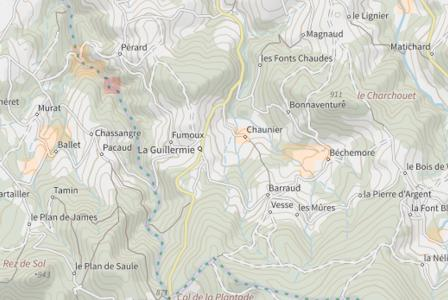 le Lignier
Magnaud
Matichard
Pérard
les Fonts Chaudes
911
le Charchouet
Bonnaventure
Murat
Chassangre
Fumoux
Chaunier
Ballet
Pacaud
La Guillermie
Béchemore
le Bois de
Tamin
Barraud
la Pierre d'Argent
Vesse
les Mûres
le Plan de James
Rez de Sol
943
le Plan de Saule
Col de la Plantade